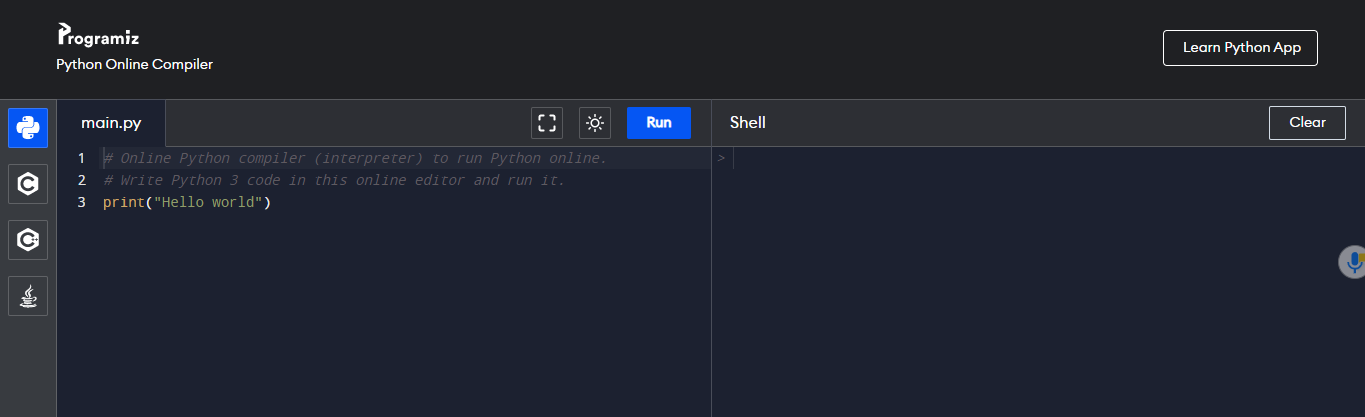 Programiz
Python Online Compiler
Learn Python App
main.py
Run
Shell
Clear
1 # Online Python compiler (interpreter) to run Python online.
2 # Write Python 3 code in this online editor and run it.
3 print("Hello world")
>